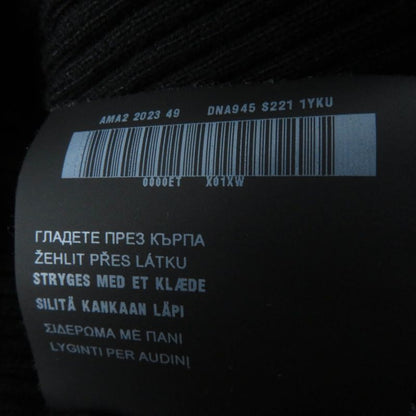 AMA2 2023 49 DNA945 S221 1YKU
0000ET X01XW
ГЛАДЕТЕ ПРЕЗ КЪРПА
ŽEHLIT PŘES LÁTKU
STRYGES MED ET KLÆDE
SILITÄ KANKAAN LÄPI
ΣΙΔΕΡΩΜΑ ΜΕ ΠΑΝΙ
LYGINTI PER AUDINĮ